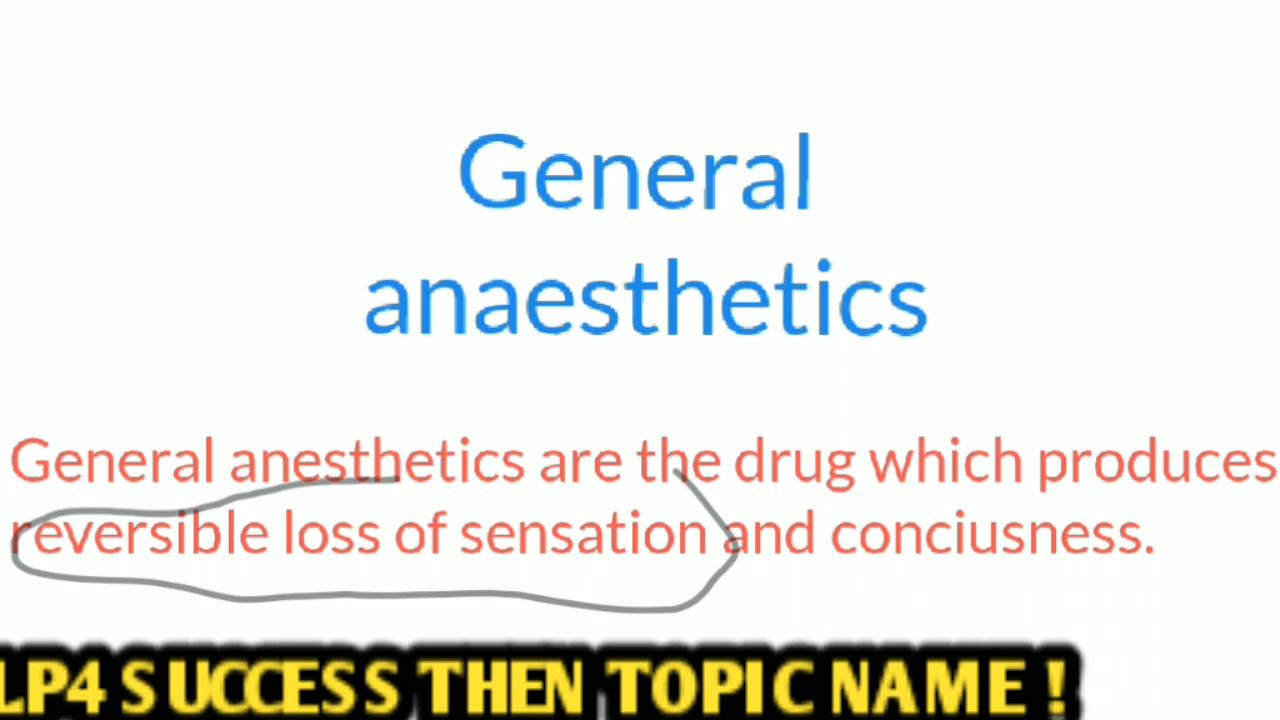 General
anaesthetics
General anesthetics are the drug which produces
reversible loss of sensation and conciusness.
LP4 SUCCESS THEN TOPIC NAME !